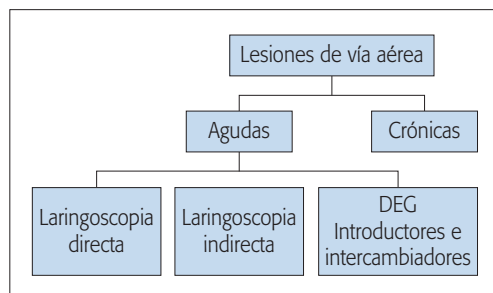 Lesiones de vía aérea
Agudas
Crónicas
Laringoscopia
directa
Laringoscopia
indirecta
DEG
Introductores e
intercambiadores